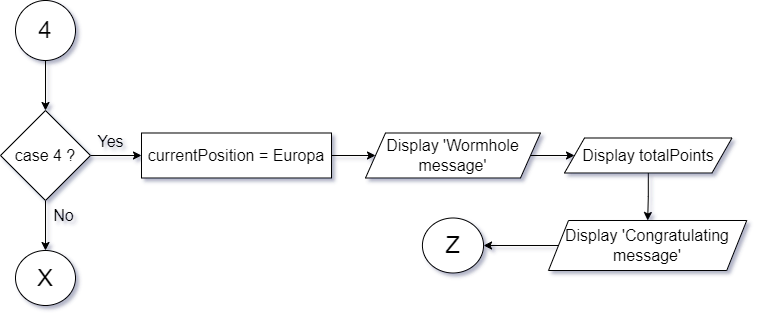 4
case 4 ?
Yes
currentPosition = Europa
Display 'Wormhole
message'
Display totalPoints
No
Display 'Congratulating
message'
Z
X